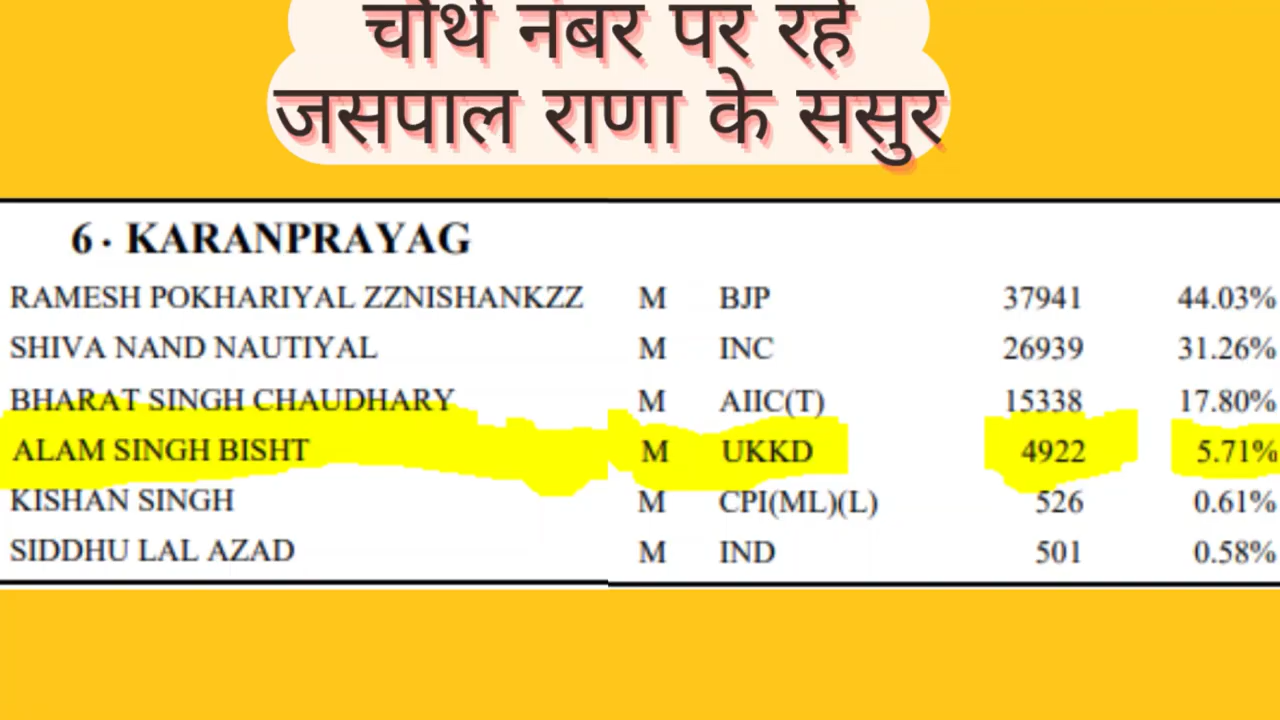 चौथे नंबर पर रहे
जसपाल राणा के ससुर
6. KARANPRAYAG
RAMESH POKHARIYAL ZZNISHANKZZ M BJP 37941 44.03%
SHIVA NAND NAUTIYAL M INC 26939 31.26%
BHARAT SINGH CHAUDHARY M AIIC(T) 15338 17.80%
ALAM SINGH BISHT M UKKD 4922 5.71%
KISHAN SINGH M CPI(ML)(L) 526 0.61%
SIDDHU LAL AZAD M IND 501 0.58%